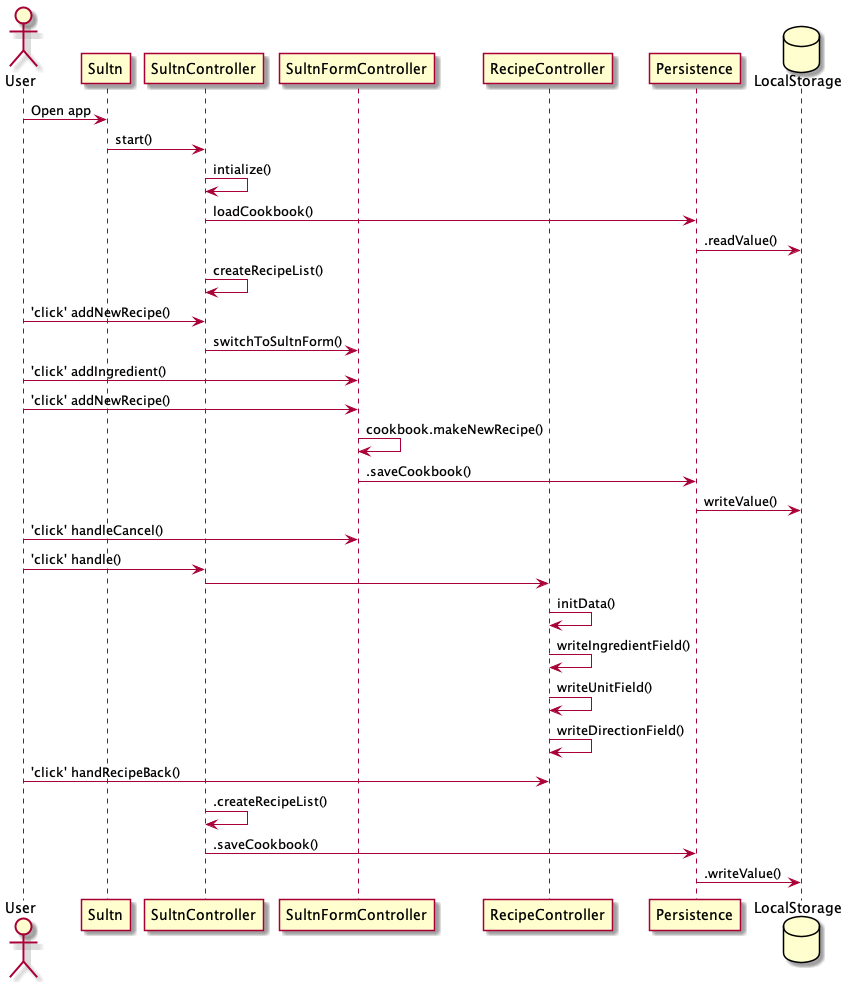 User
Sultn
SultnController
SultnFormController
RecipeController
Persistence
LocalStorage
Open app
start()
intialize()
loadCookbook()
.readValue()
createRecipeList()
'click' addNewRecipe()
switchToSultnForm()
'click' addIngredient()
'click' addNewRecipe()
cookbook.makeNewRecipe()
.saveCookbook()
writeValue()
'click' handleCancel()
'click' handle()
initData()
writeIngredientField()
writeUnitField()
writeDirectionField()
'click' handRecipeBack()
.createRecipeList()
.saveCookbook()
.writeValue()
User
Sultn
SultnController
SultnFormController
RecipeController
Persistence
LocalStorage